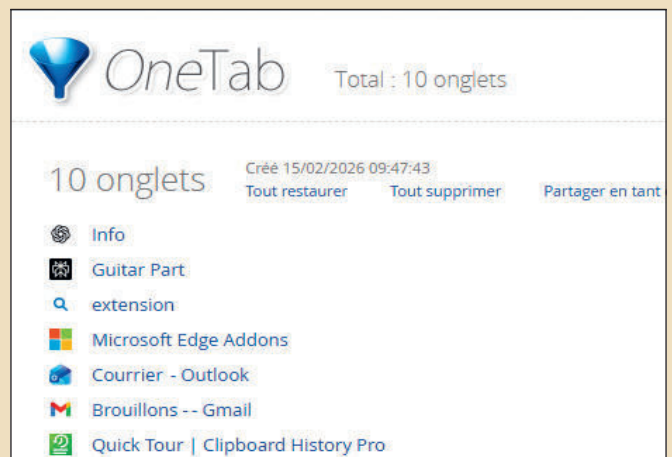 OneTab
Total : 10 onglets
10 onglets
Créé 15/02/2026 09:47:43
Tout restaurer Tout supprimer Partager en tant
Info
Guitar Part
extension
Microsoft Edge Addons
Courrier - Outlook
Brouillons - - Gmail
Quick Tour | Clipboard History Pro